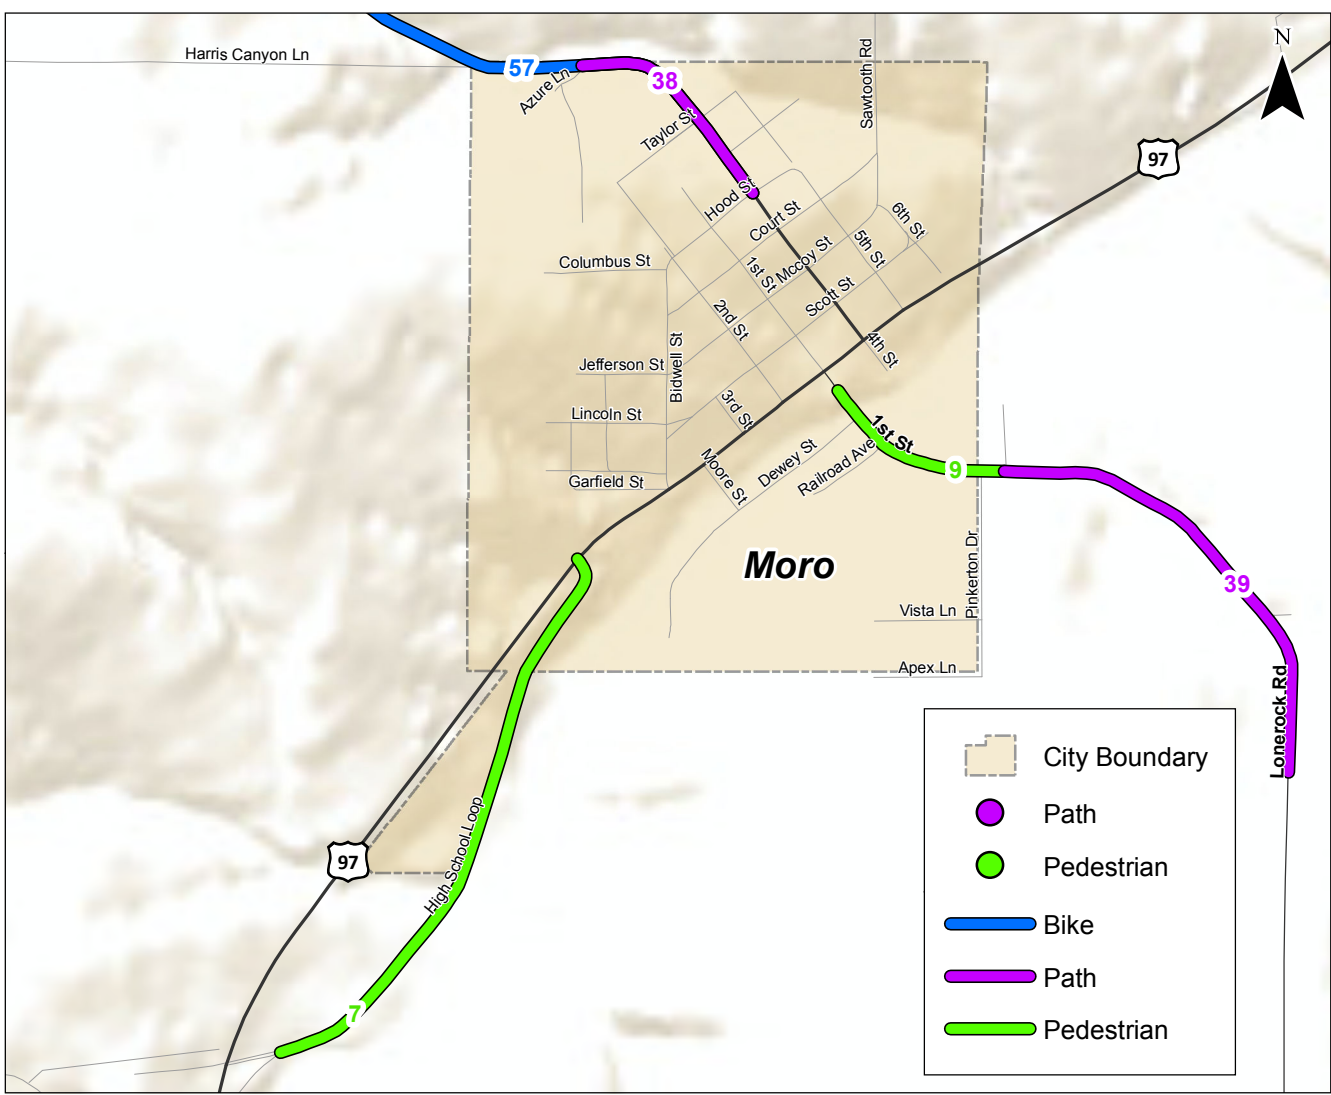 Harris Canyon Ln
57
Azure Ln
38
Sawtooth Rd
N
97
Taylor St
Hood St
Court St
6th St
5th St
Mccoy St
1st St
Columbus St
Scott St
2nd St
4th St
Bidwell St
Jefferson St
3rd St
Lincoln St
1st St
Moore St
Dewey St
Railroad Ave
9
Garfield St
Moro
Pinkerton Dr
39
Vista Ln
Apex Ln
Lonerock Rd
97
High School Loop
7
City Boundary
Path
Pedestrian
Bike
Path
Pedestrian